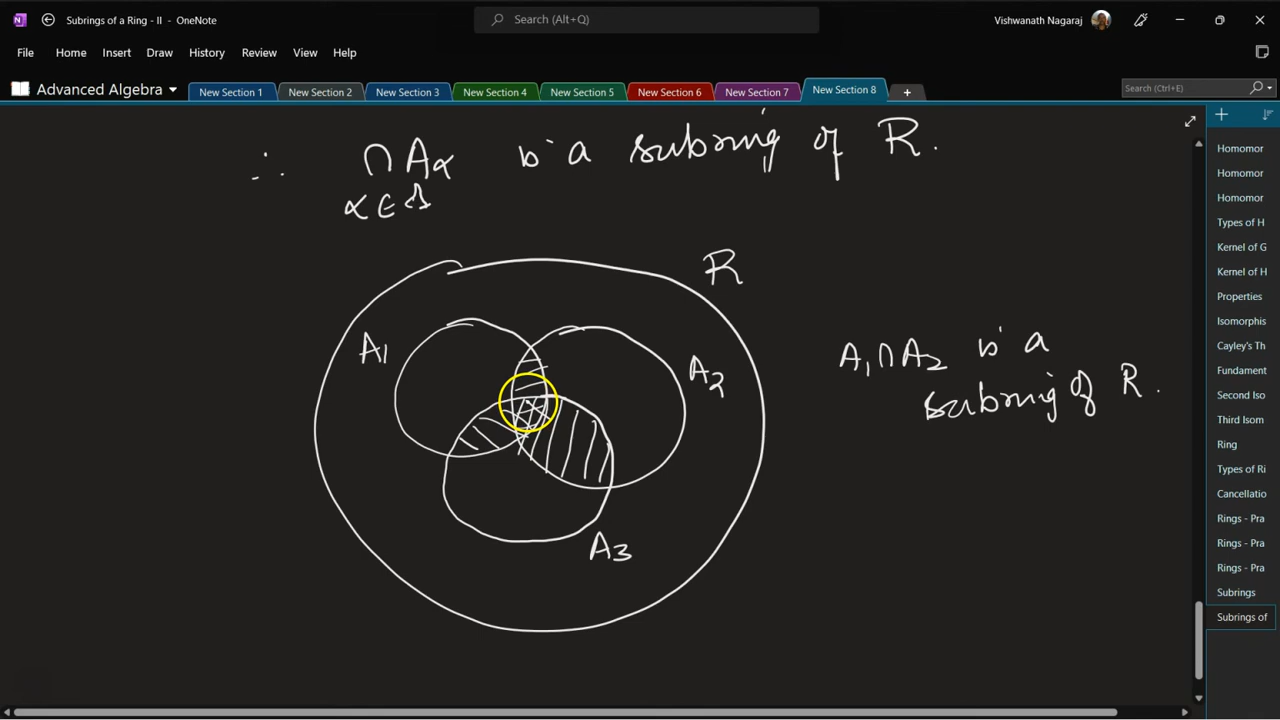 Subrings of a Ring - II - OneNote
Search (Alt+Q)
Vishwanath Nagaraj
File Home Insert Draw History Review View Help
Advanced Algebra
New Section 1 New Section 2 New Section 3 New Section 4 New Section 5 New Section 6 New Section 7 New Section 8 +
Search (Ctrl+E)
∴ ∩ Aα is a subring of R.
α ∈ Δ
R
A1
A2
A3
A1∩A2 is a
subring of R.
Homomor
Homomor
Homomor
Types of H
Kernel of G
Kernel of H
Properties
Isomorphis
Cayley's Th
Fundament
Second Iso
Third Isom
Ring
Types of Ri
Cancellatio
Rings - Pra
Rings - Pra
Rings - Pra
Subrings
Subrings of